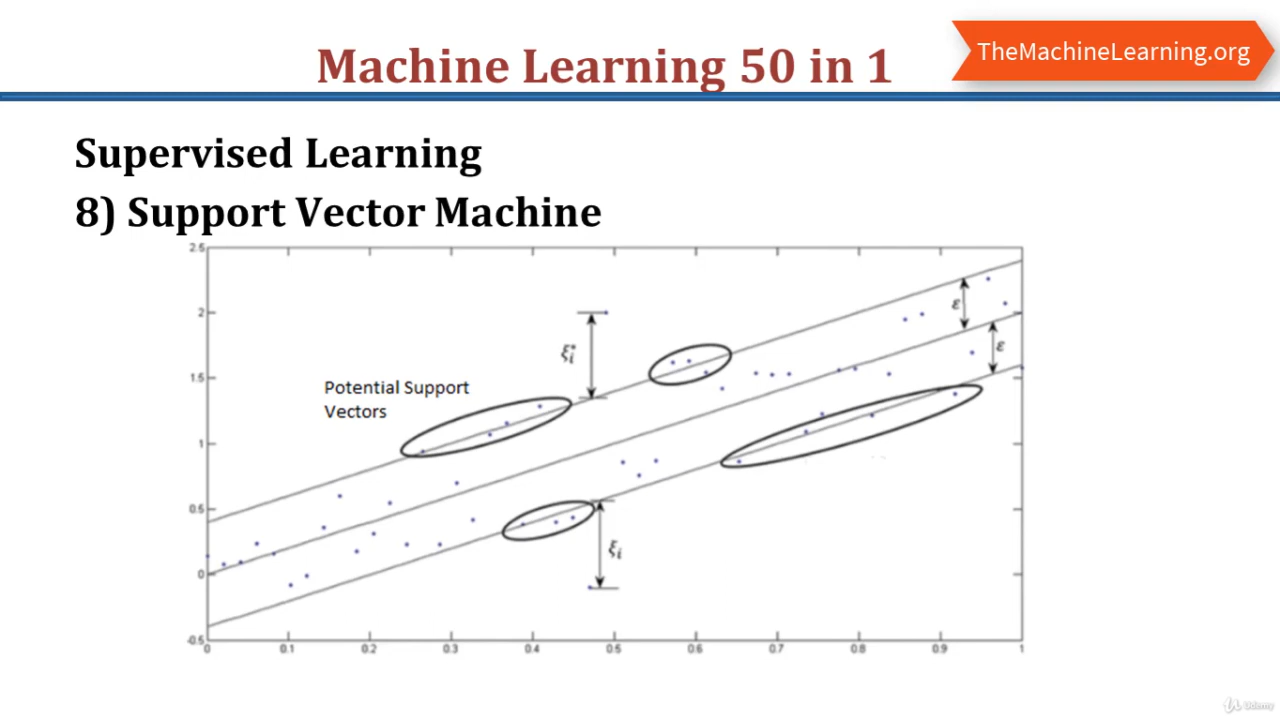 Machine Learning 50 in 1
TheMachineLearning.org
Supervised Learning
8) Support Vector Machine
2.5
2
1.5
1
0.5
0
-0.5
0 0.1 0.2 0.3 0.4 0.5 0.6 0.7 0.8 0.9 1
Potential Support
Vectors
ξᵢ*
ξᵢ
ε
ε
Udemy